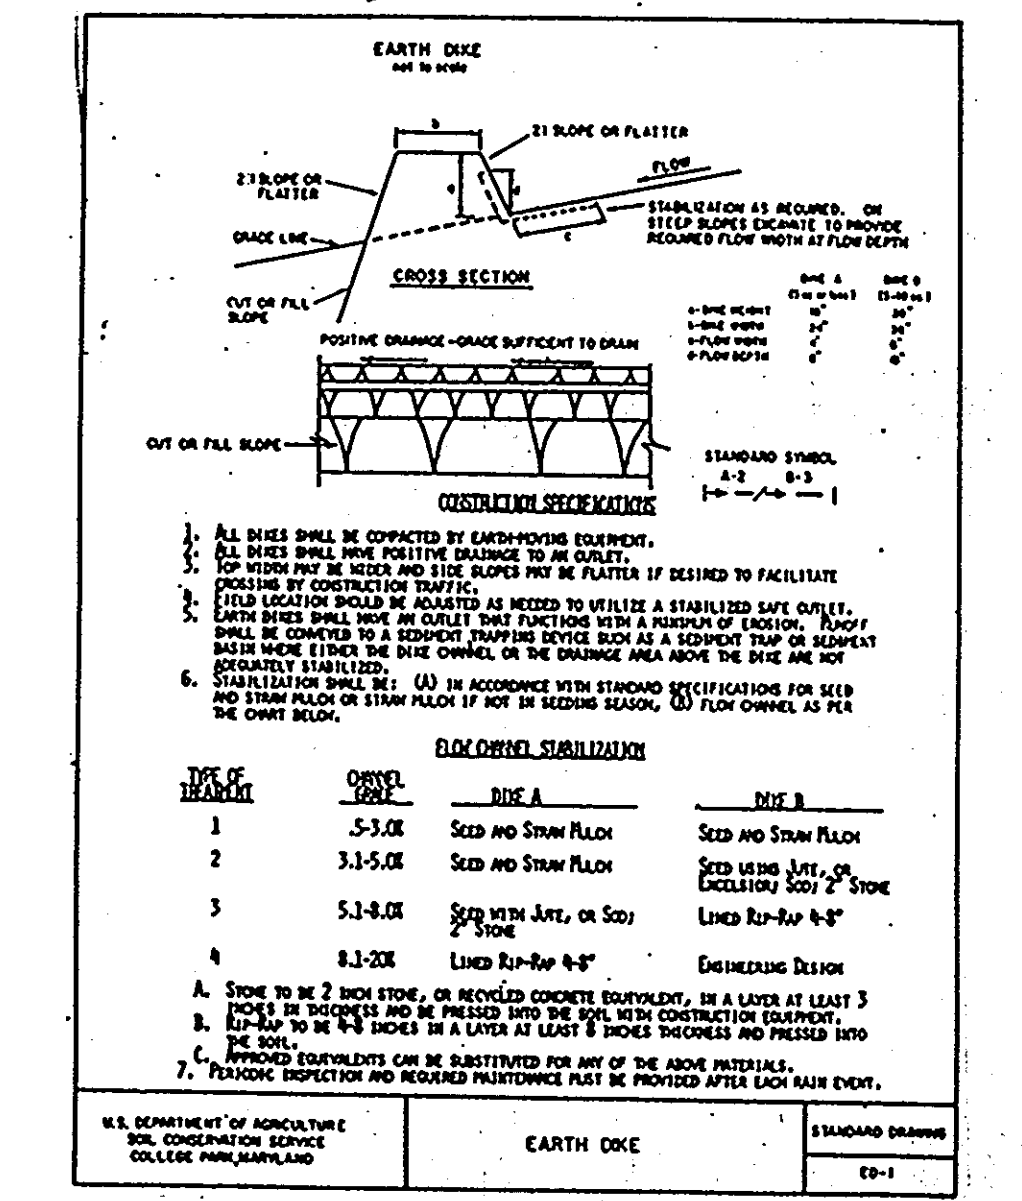 EARTH DIKE
not to scale
b
2:1 SLOPE OR FLATTER
FLOW
2:1 SLOPE OR
FLATTER
a
d
STABILIZATION AS REQUIRED. ON
STEEP SLOPES EXCAVATE TO PROVIDE
REQUIRED FLOW WIDTH AT FLOW DEPTH
c
GRADE LINE
CROSS SECTION
CUT OR FILL
SLOPE
DIKE A
DIKE B
a-DIKE HEIGHT 18" 30"
b-DIKE WIDTH 24" 36"
c-FLOW WIDTH 4' 6'
d-FLOW DEPTH 8"
POSITIVE DRAINAGE-GRADE SUFFICIENT TO DRAIN
CUT OR FILL SLOPE
STANDARD SYMBOL
A-2 B-3
CONSTRUCTION SPECIFICATIONS
1. ALL DIKES SHALL BE COMPACTED BY EARTH-MOVING EQUIPMENT.
2. ALL DIKES SHALL HAVE POSITIVE DRAINAGE TO AN OUTLET.
3. TOP WIDTH MAY BE WIDER AND SIDE SLOPES MAY BE FLATTER IF DESIRED TO FACILITATE
CROSSING BY CONSTRUCTION TRAFFIC.
4. FIELD LOCATION SHOULD BE ADJUSTED AS NEEDED TO UTILIZE A STABILIZED SAFE OUTLET.
5. EARTH DIKES SHALL HAVE AN OUTLET THAT FUNCTIONS WITH A MINIMUM OF EROSION. RUNOFF
SHALL BE CONVEYED TO A SEDIMENT TRAPPING DEVICE SUCH AS A SEDIMENT TRAP OR SEDIMENT
BASIN WHERE EITHER THE DIKE CHANNEL OR THE DRAINAGE AREA ABOVE THE DIKE ARE NOT
ADEQUATELY STABILIZED.
6. STABILIZATION SHALL BE: (A) IN ACCORDANCE WITH STANDARD SPECIFICATIONS FOR SEED
AND STRAW MULCH OR STRAW MULCH IF NOT IN SEEDING SEASON, (B) FLOW CHANNEL AS PER
THE CHART BELOW.
FLOW CHANNEL STABILIZATION
TYPE OF
TREATMENT
CHANNEL
GRADE
DIKE A
DIKE B
1 .5-3.0% SEED AND STRAW MULCH SEED AND STRAW MULCH
2 3.1-5.0% SEED AND STRAW MULCH SEED USING JUTE, OR
EXCELSIOR; SOD; 2" STONE
3 5.1-8.0% SEED WITH JUTE, OR SOD; LINED RIP-RAP 4-8"
2" STONE
4 8.1-20% LINED RIP-RAP 4-8" ENGINEERING DESIGN
A. STONE TO BE 2 INCH STONE, OR RECYCLED CONCRETE EQUIVALENT, IN A LAYER AT LEAST 3
INCHES IN THICKNESS AND BE PRESSED INTO THE SOIL WITH CONSTRUCTION EQUIPMENT.
B. RIP-RAP TO BE 4-8 INCHES IN A LAYER AT LEAST 8 INCHES THICKNESS AND PRESSED INTO
THE SOIL.
C. APPROVED EQUIVALENTS CAN BE SUBSTITUTED FOR ANY OF THE ABOVE MATERIALS.
7. PERIODIC INSPECTION AND REQUIRED MAINTENANCE MUST BE PROVIDED AFTER EACH RAIN EVENT.
U.S. DEPARTMENT OF AGRICULTURE
SOIL CONSERVATION SERVICE
COLLEGE PARK, MARYLAND
EARTH DIKE
STANDARD DRAWING
ED-1